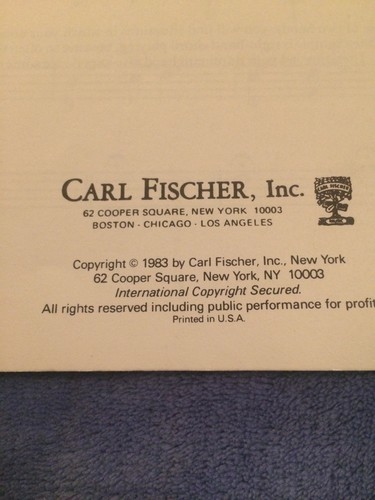 CARL FISCHER, Inc.
CARL FISCHER
62 COOPER SQUARE, NEW YORK 10003
BOSTON - CHICAGO - LOS ANGELES
Copyright © 1983 by Carl Fischer, Inc., New York
62 Cooper Square, New York, NY 10003
International Copyright Secured.
All rights reserved including public performance for profit
Printed in U.S.A.